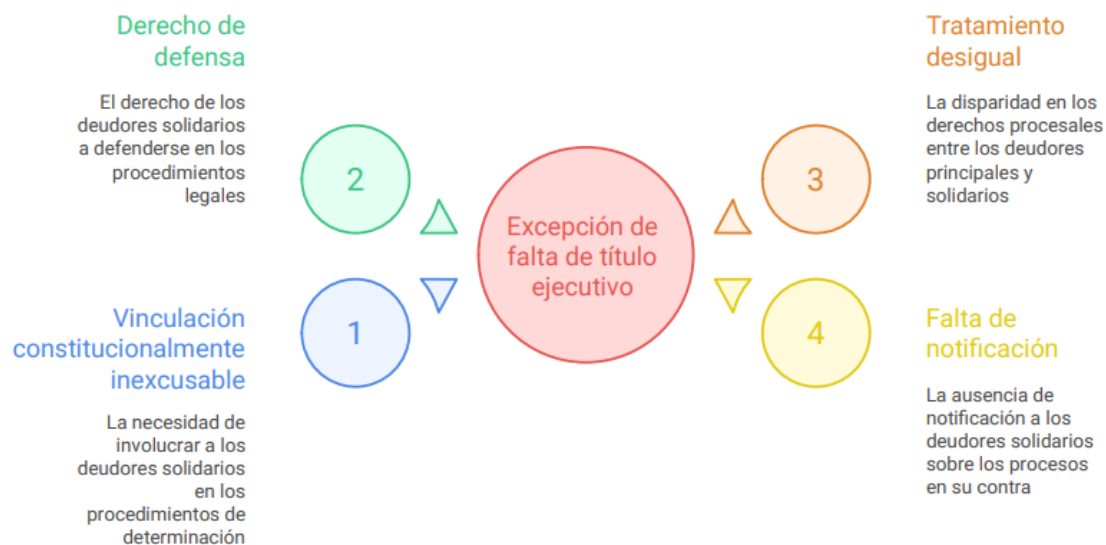 Derecho de
defensa
El derecho de los
deudores solidarios
a defenderse en los
procedimientos
legales
2
Vinculación
constitucionalmente
inexcusable
La necesidad de
involucrar a los
deudores solidarios
en los
procedimientos de
determinación
1
Excepción de
falta de título
ejecutivo
3
Tratamiento
desigual
La disparidad en los
derechos procesales
entre los deudores
principales y
solidarios
4
Falta de
notificación
La ausencia de
notificación a los
deudores solidarios
sobre los procesos
en su contra